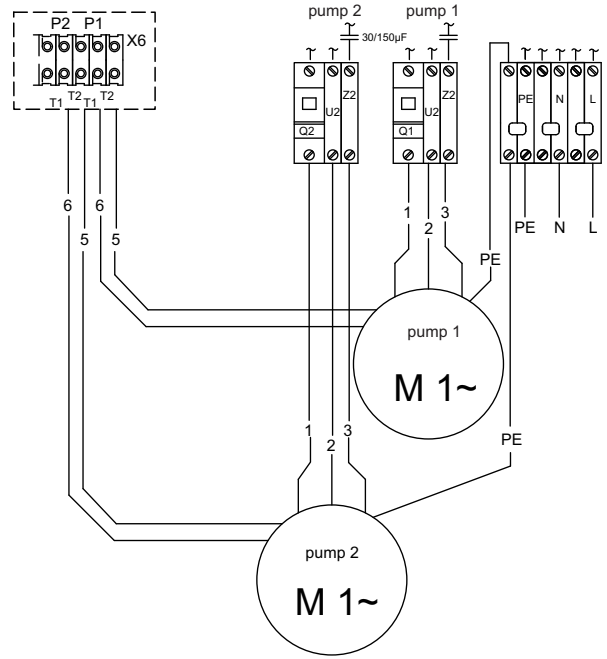 pump 2
pump 1
P2 P1
X6
30/150µF
T1 T2 T1 T2
Q2
U2
Z2
Q1
U2
Z2
PE
N
L
6
5
6
5
1
2
3
PE
PE
N
L
pump 1
M 1~
1
2
3
PE
pump 2
M 1~